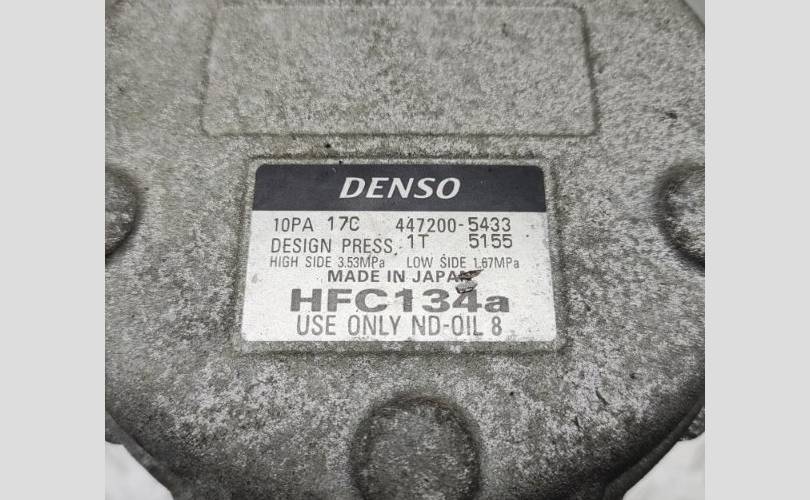 DENSO
10PA 17C 447200-5433
DESIGN PRESS 1T 5155
HIGH SIDE 3.53MPa LOW SIDE 1.67MPa
MADE IN JAPAN
HFC134a
USE ONLY ND-OIL 8